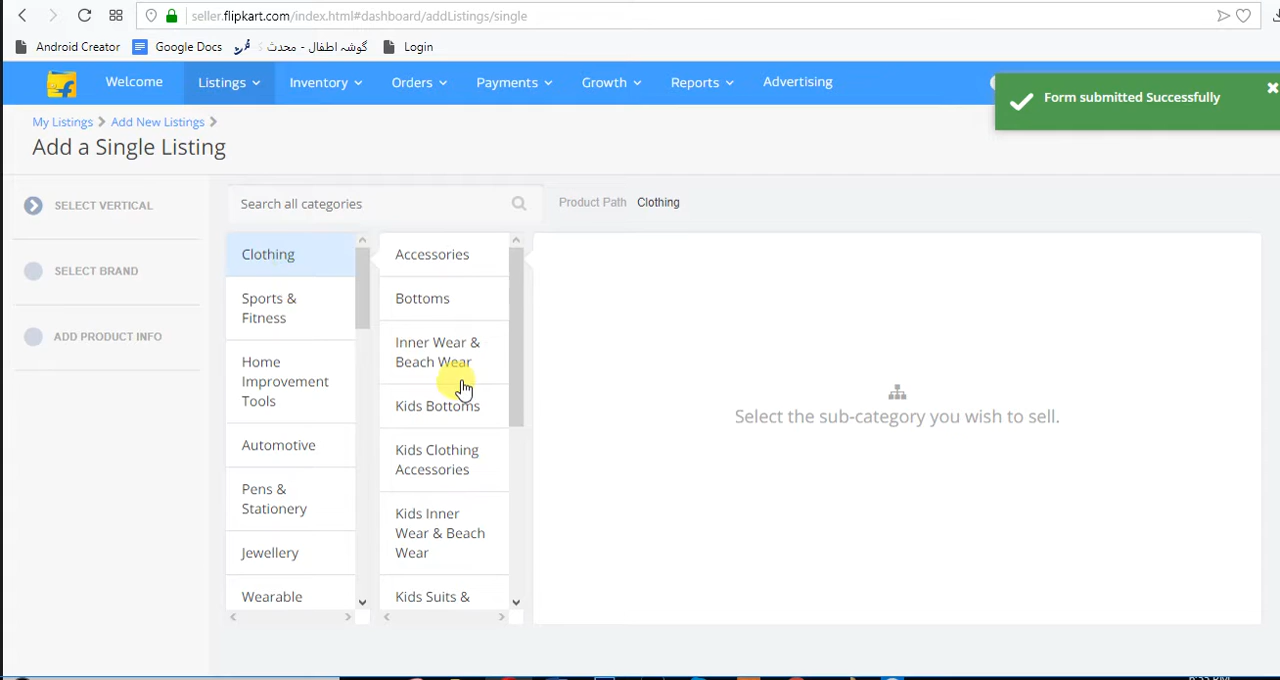 seller.flipkart.com/index.html#dashboard/addListings/single
Android Creator Google Docs گوشہ اطفال - محدث Login
Welcome Listings Inventory Orders Payments Growth Reports Advertising
Form submitted Successfully
My Listings Add New Listings
Add a Single Listing
SELECT VERTICAL
SELECT BRAND
ADD PRODUCT INFO
Search all categories
Product Path Clothing
Clothing
Sports &
Fitness
Home
Improvement
Tools
Automotive
Pens &
Stationery
Jewellery
Wearable
Accessories
Bottoms
Inner Wear &
Beach Wear
Kids Bottoms
Kids Clothing
Accessories
Kids Inner
Wear & Beach
Wear
Kids Suits &
Select the sub-category you wish to sell.